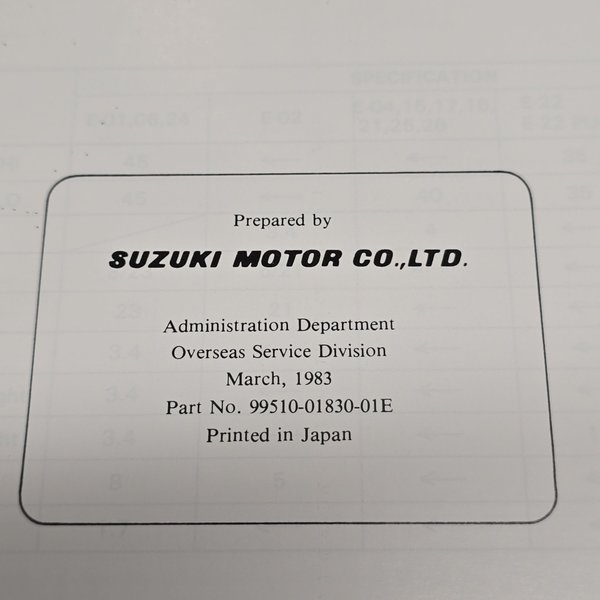 SPECIFICATION
E-02
Prepared by
SUZUKI MOTOR CO.,LTD.
Administration Department
Overseas Service Division
March, 1983
Part No. 99510-01830-01E
Printed in Japan